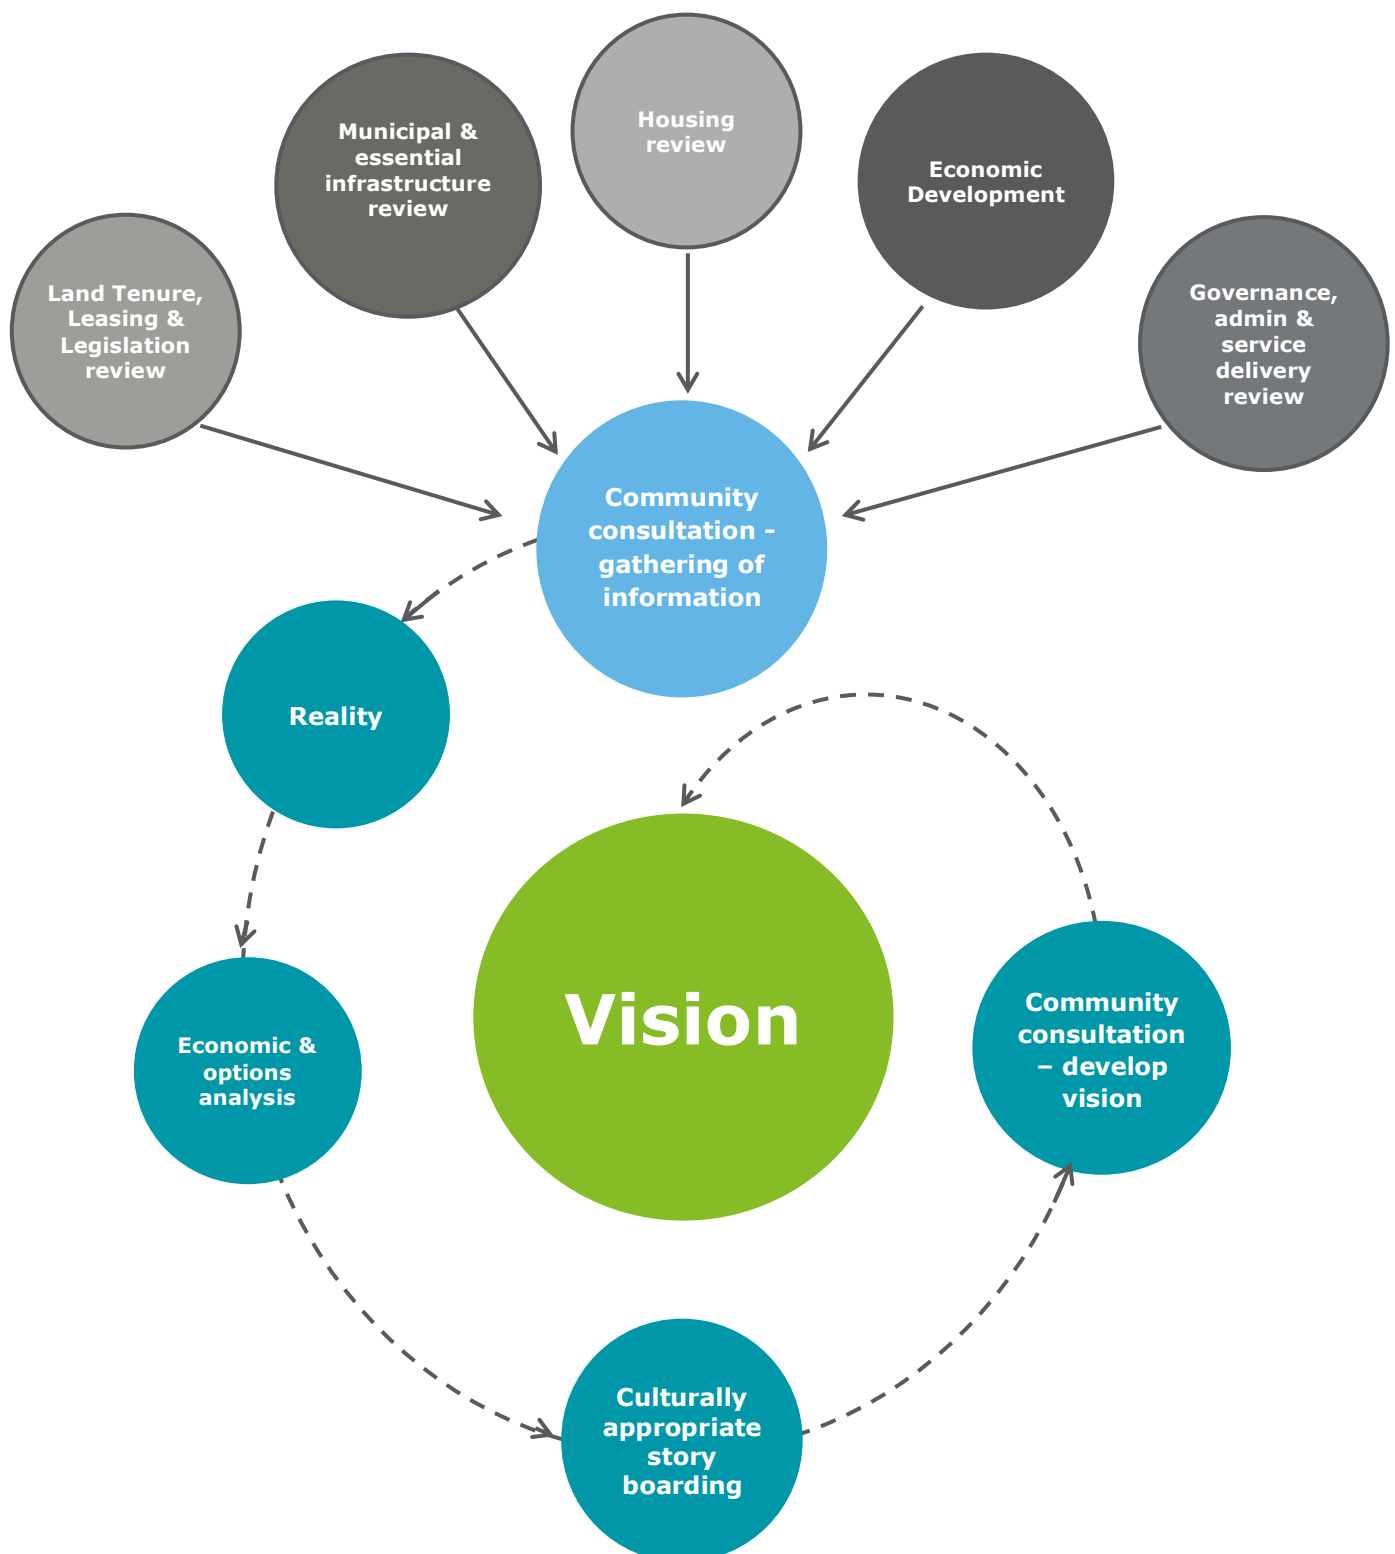 Housing
review
Municipal &
essential
infrastructure
review
Economic
Development
Land Tenure,
Leasing &
Legislation
review
Governance,
admin &
service
delivery
review
Community
consultation –
gathering of
information
Reality
Vision
Economic &
options
analysis
Community
consultation
– develop
vision
Culturally
appropriate
story
boarding